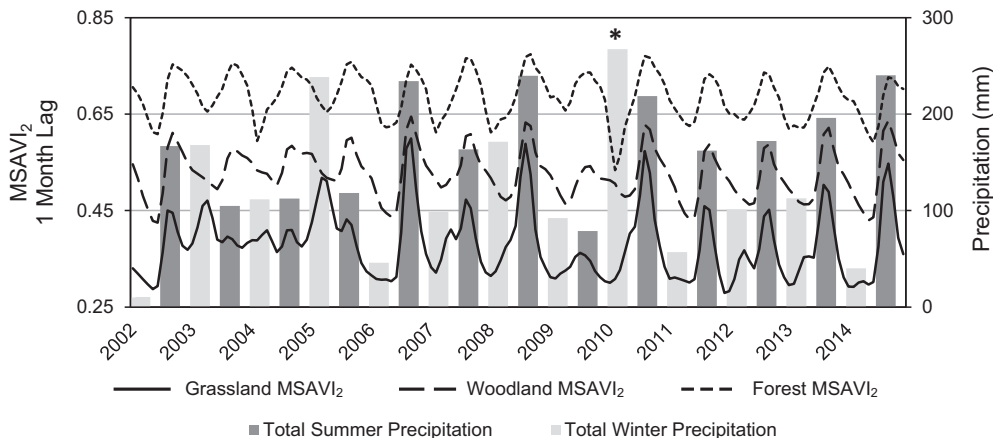 MSAVI₂
1 Month Lag
0.85
0.65
0.45
0.25
*
300
200
100
0
Precipitation (mm)
2002 2003 2004 2005 2006 2007 2008 2009 2010 2011 2012 2013 2014
Grassland MSAVI₂ Woodland MSAVI₂ Forest MSAVI₂
Total Summer Precipitation Total Winter Precipitation